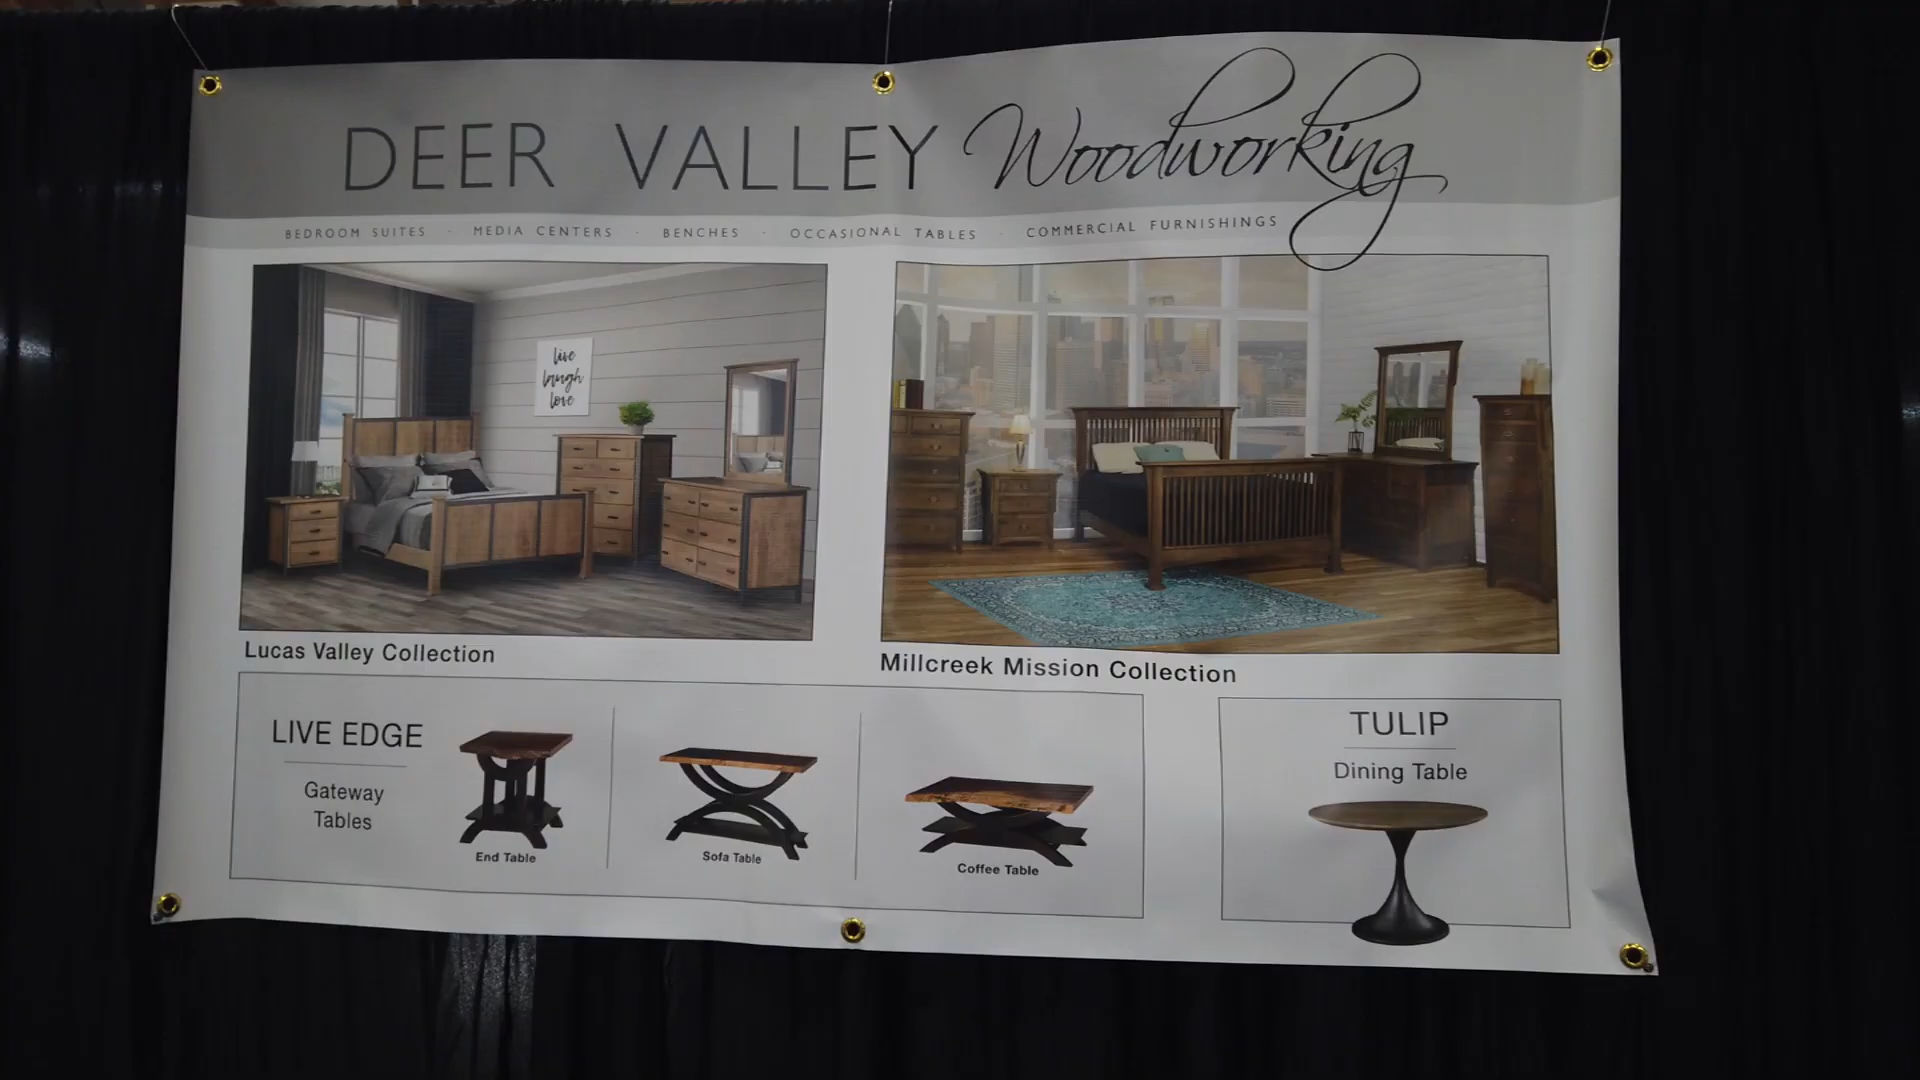 DEER VALLEY Woodworking
BEDROOM SUITES · MEDIA CENTERS · BENCHES · OCCASIONAL TABLES · COMMERCIAL FURNISHINGS
live
laugh
love
Lucas Valley Collection
Millcreek Mission Collection
LIVE EDGE
Gateway
Tables
End Table
Sofa Table
Coffee Table
TULIP
Dining Table